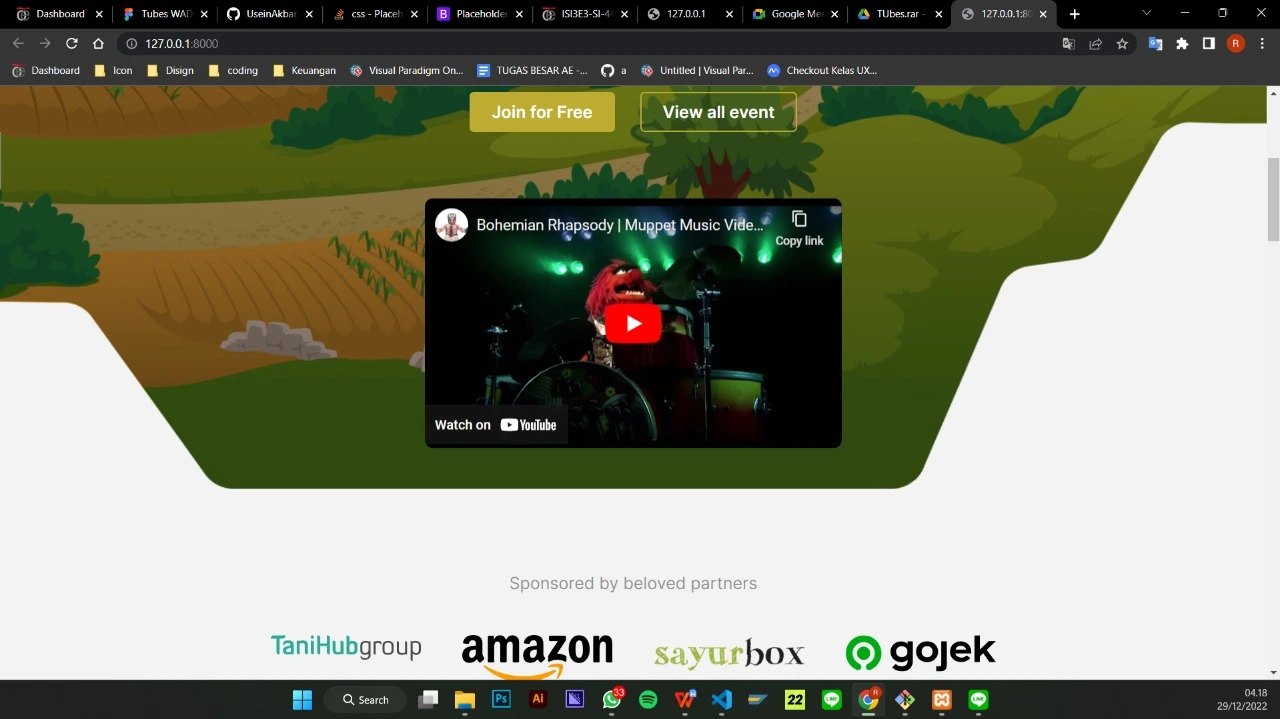 Dashboard
Tubes WAD
UseinAkbar
css - Placeh
Placeholde
ISI3E3-SI-4
127.0.0.1
Google Me
TUbes.rar -
127.0.0.1:80
127.0.0.1:8000
R
Dashboard
Icon
Disign
coding
Keuangan
Visual Paradigm On...
TUGAS BESAR AE -...
a
Untitled | Visual Par...
Checkout Kelas UX...
Join for Free
View all event
Bohemian Rhapsody | Muppet Music Vide...
Copy link
Watch on YouTube
Sponsored by beloved partners
TaniHubgroup
amazon
sayurbox
gojek
Search
Ps
Ai
33
22
R
04.18
29/12/2022